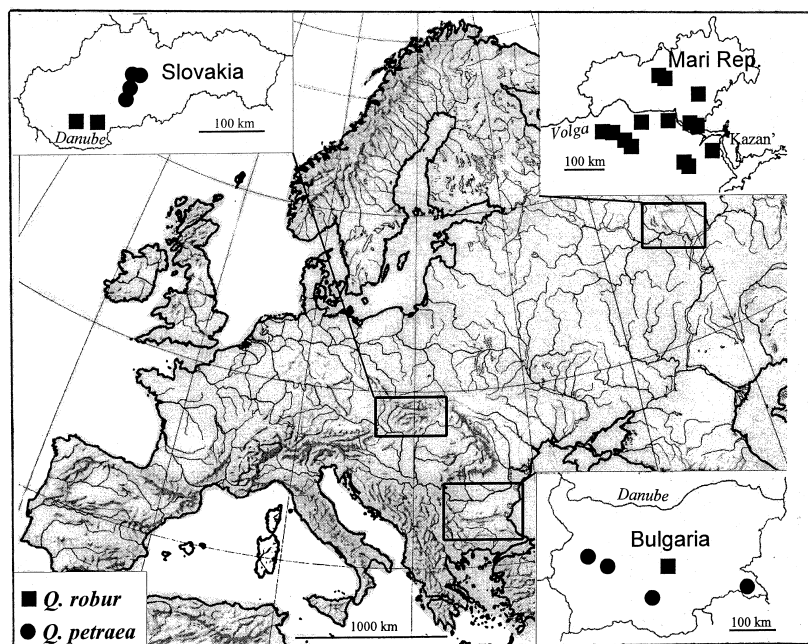 Slovakia
Danube
100 km
Mari Rep.
Volga
Kazan'
100 km
Danube
Bulgaria
100 km
Q. robur
Q. petraea
1000 km